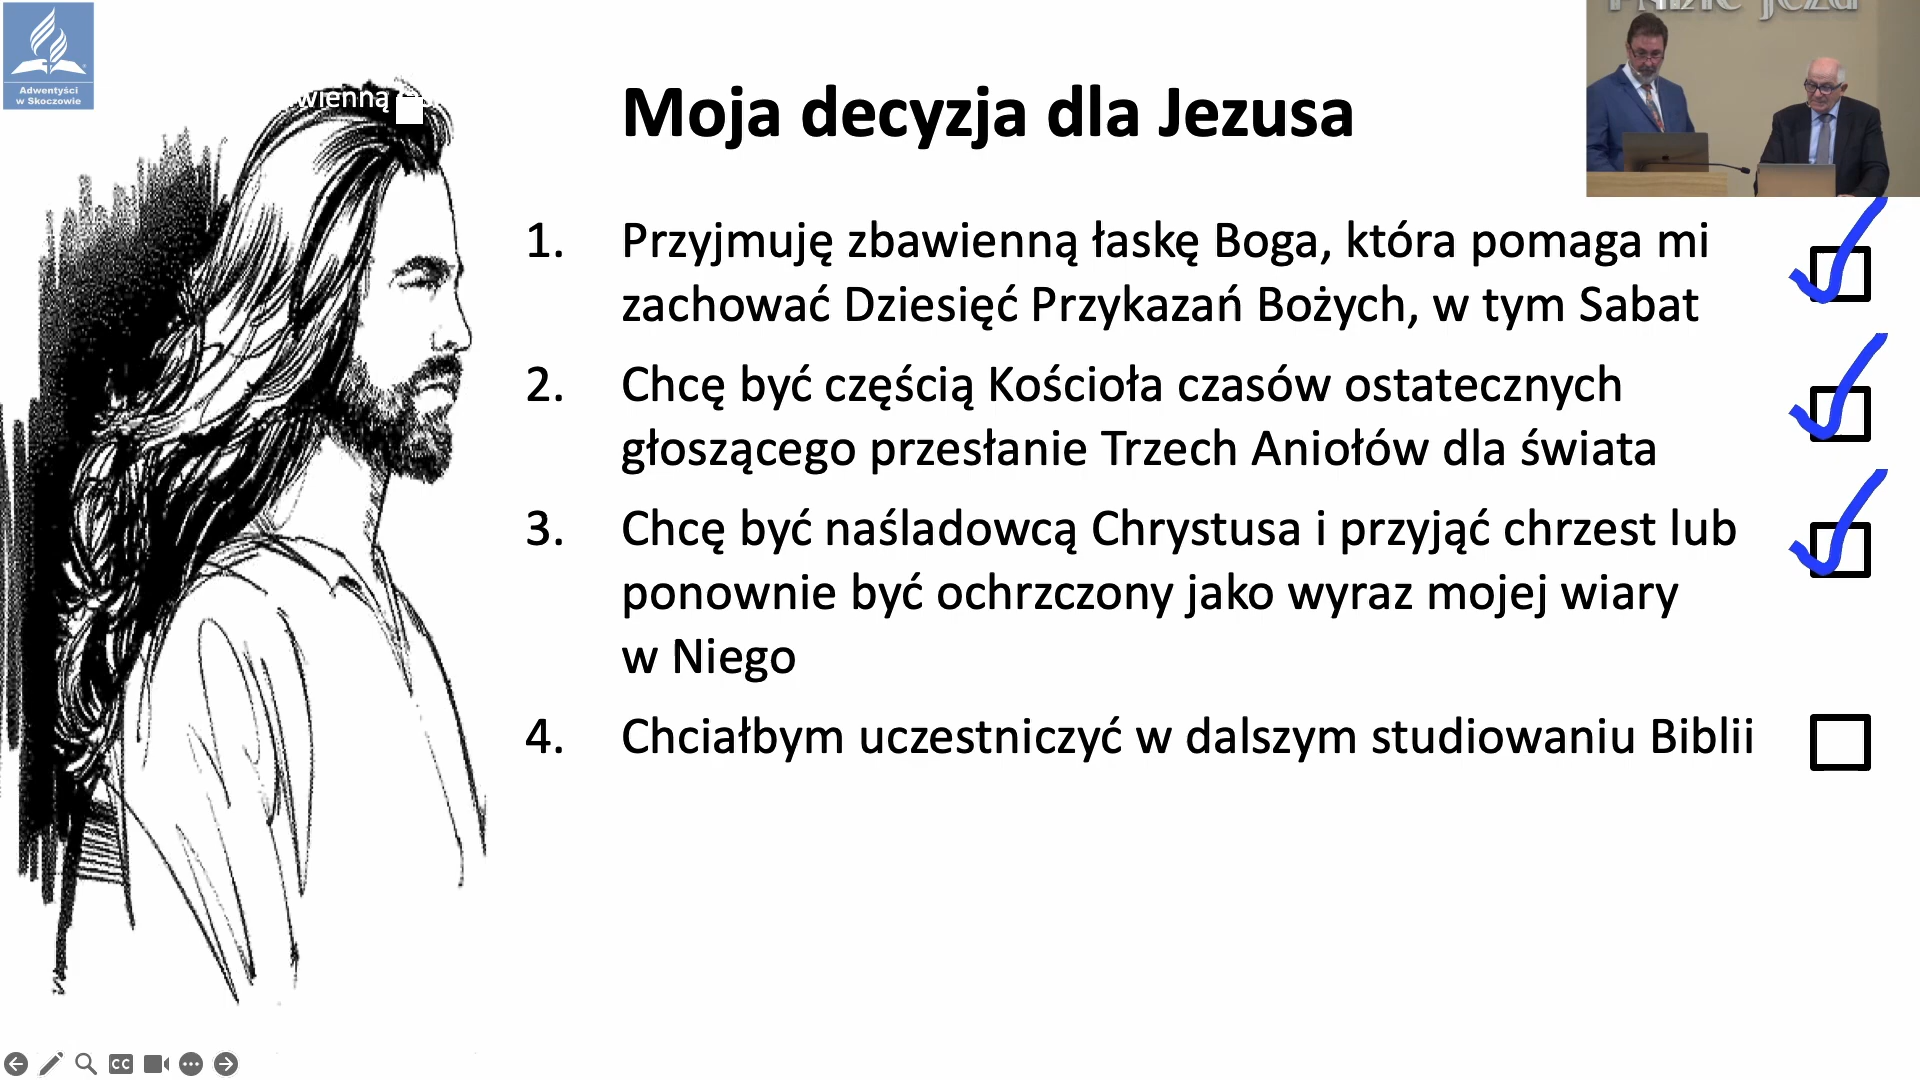 Adwentyści
w Skoczowie
wienną
Moja decyzja dla Jezusa
1. Przyjmuję zbawienną łaskę Boga, która pomaga mi
zachować Dziesięć Przykazań Bożych, w tym Sabat
2. Chcę być częścią Kościoła czasów ostatecznych
głoszącego przesłanie Trzech Aniołów dla świata
3. Chcę być naśladowcą Chrystusa i przyjąć chrzest lub
ponownie być ochrzczony jako wyraz mojej wiary
w Niego
4. Chciałbym uczestniczyć w dalszym studiowaniu Biblii
CC